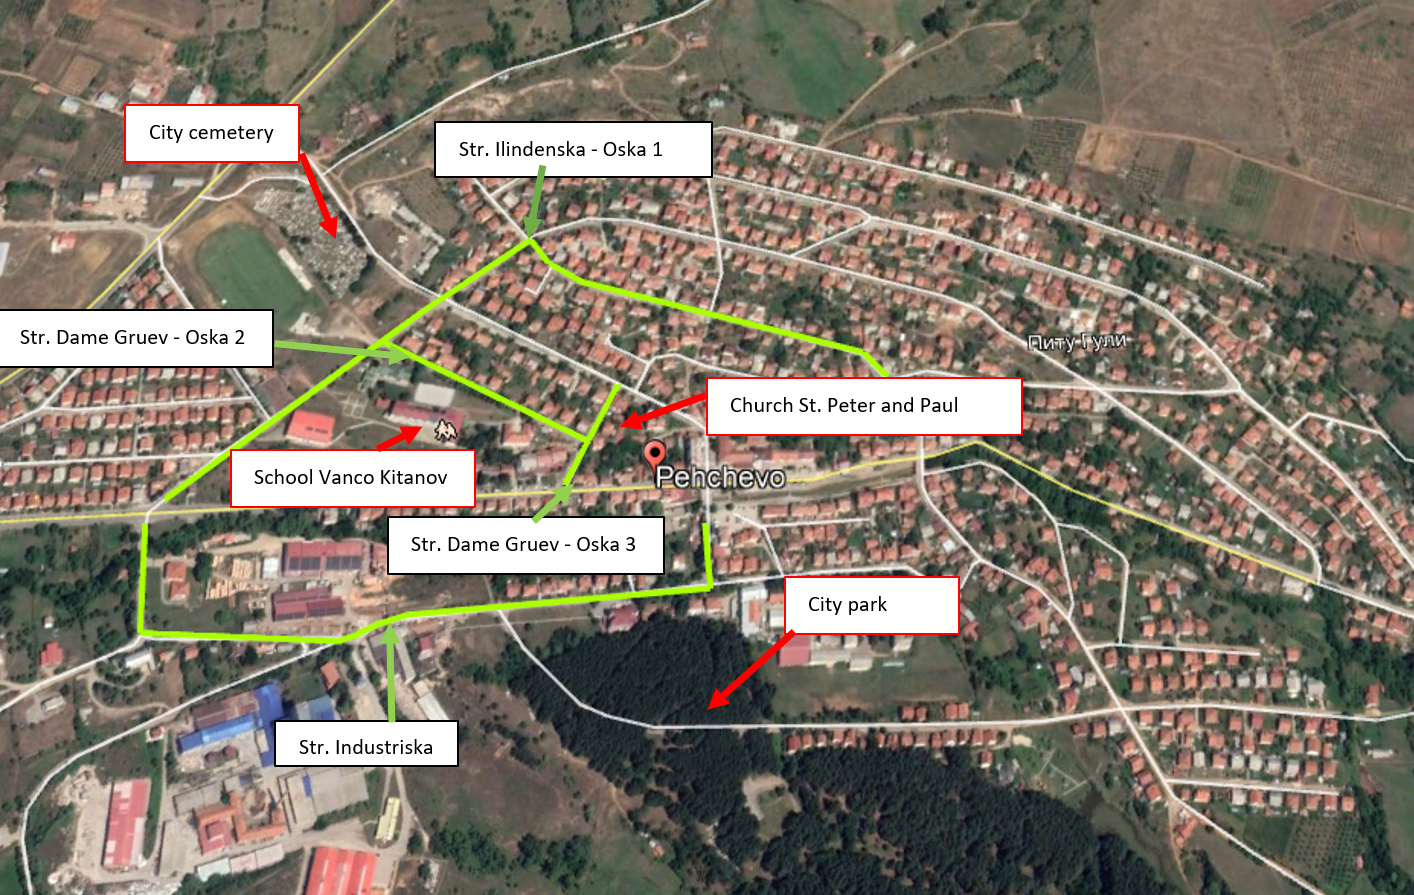 City cemetery
Str. Ilindenska - Oska 1
Str. Dame Gruev - Oska 2
Питу Гули
Church St. Peter and Paul
School Vanco Kitanov
Pehchevo
Str. Dame Gruev - Oska 3
City park
Str. Industriska